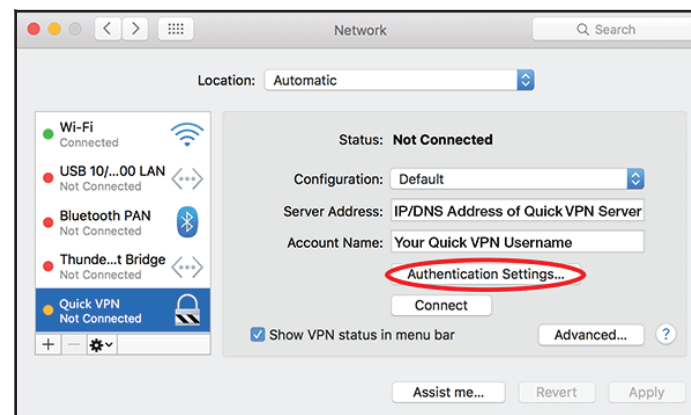 Network
Search
Location: Automatic
Wi-Fi
Connected
USB 10/...00 LAN
Not Connected
Bluetooth PAN
Not Connected
Thunde...t Bridge
Not Connected
Quick VPN
Not Connected
Status: Not Connected
Configuration: Default
Server Address: IP/DNS Address of Quick VPN Server
Account Name: Your Quick VPN Username
Authentication Settings...
Connect
Show VPN status in menu bar
Advanced... ?
Assist me... Revert Apply